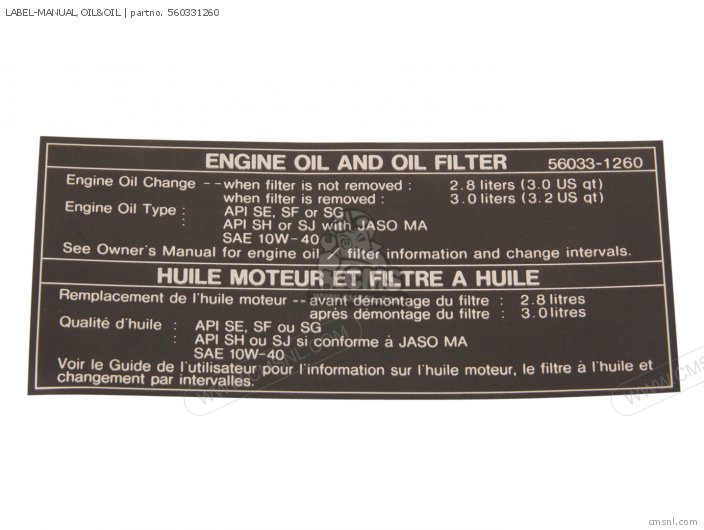 LABEL-MANUAL,OIL&OIL | partno. 560331260
ENGINE OIL AND OIL FILTER 56033-1260
Engine Oil Change -- when filter is not removed : 2.8 liters (3.0 US qt)
when filter is removed : 3.0 liters (3.2 US qt)
Engine Oil Type : API SE, SF or SG
: API SH or SJ with JASO MA
SAE 10W-40
See Owner's Manual for engine oil / filter information and change intervals.
HUILE MOTEUR ET FILTRE A HUILE
Remplacement de l'huile moteur -- avant démontage du filtre : 2.8 litres
après démontage du filtre : 3.0 litres
Qualité d'huile : API SE, SF ou SG
: API SH ou SJ si conforme à JASO MA
SAE 10W-40
Voir le Guide de l'utilisateur pour l'information sur l'huile moteur, le filtre à l'huile et
changement par intervalles.
WWW.CMSNL.COM
cmsnl.com